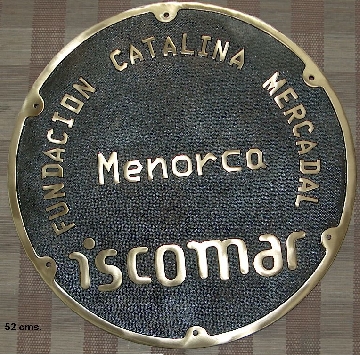 FUNDACION CATALINA MERCADAL
Menorca
iscomar
52 cms.